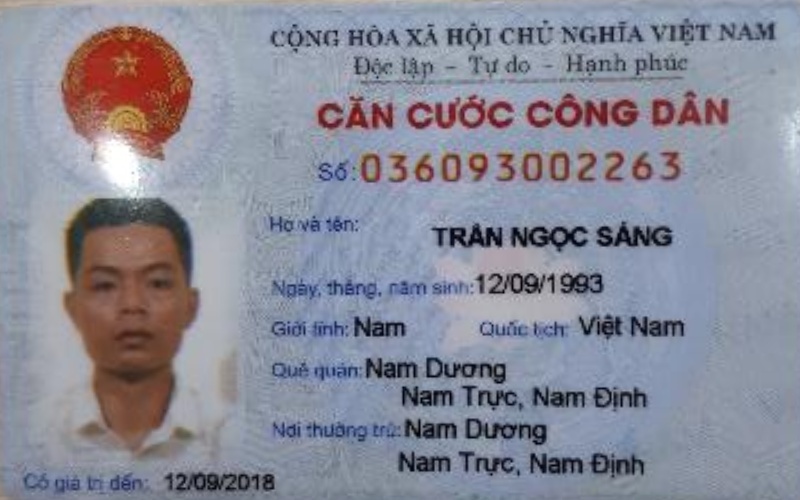 CỘNG HÒA XÃ HỘI CHỦ NGHĨA VIỆT NAM
Độc lập - Tự do - Hạnh phúc
CĂN CƯỚC CÔNG DÂN
Số: 036093002263
Họ và tên: TRẦN NGỌC SÁNG
Ngày, tháng, năm sinh: 12/09/1993
Giới tính: Nam Quốc tịch: Việt Nam
Quê quán: Nam Dương
Nam Trực, Nam Định
Nơi thường trú: Nam Dương
Nam Trực, Nam Định
Có giá trị đến: 12/09/2018